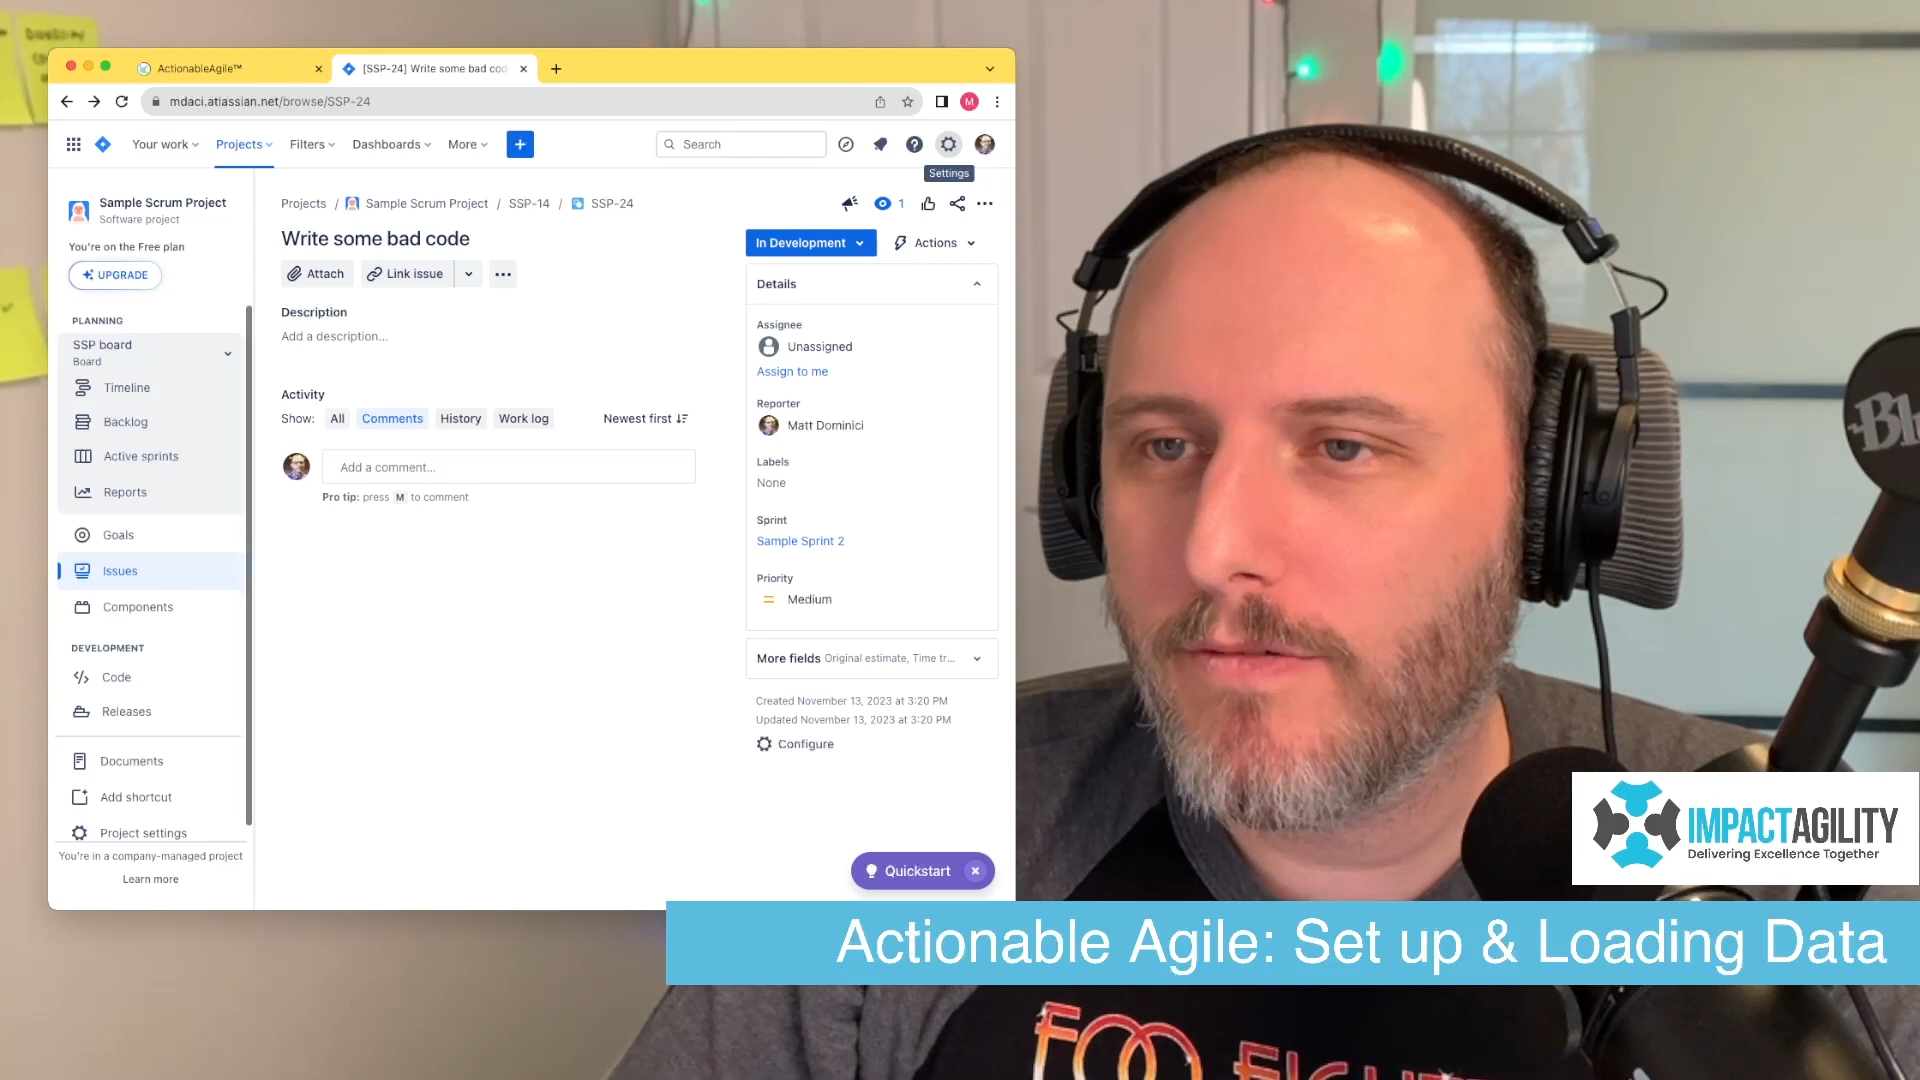 ActionableAgile™
[SSP-24] Write some bad cod
mdaci.atlassian.net/browse/SSP-24
M
Your work
Projects
Filters
Dashboards
More
Search
Settings
Sample Scrum Project
Software project
You're on the Free plan
UPGRADE
PLANNING
SSP board
Board
Timeline
Backlog
Active sprints
Reports
Goals
Issues
Components
DEVELOPMENT
Code
Releases
Documents
Add shortcut
Project settings
You're in a company-managed project
Learn more
Projects / Sample Scrum Project / SSP-14 / SSP-24
1
Write some bad code
Attach
Link issue
Description
Add a description...
Activity
Show: All Comments History Work log Newest first
Add a comment...
Pro tip: press M to comment
In Development
Actions
Details
Assignee
Unassigned
Assign to me
Reporter
Matt Dominici
Labels
None
Sprint
Sample Sprint 2
Priority
Medium
More fields Original estimate, Time tr...
Created November 13, 2023 at 3:20 PM
Updated November 13, 2023 at 3:20 PM
Configure
Quickstart
IMPACTAGILITY
Delivering Excellence Together
Actionable Agile: Set up & Loading Data
FOO